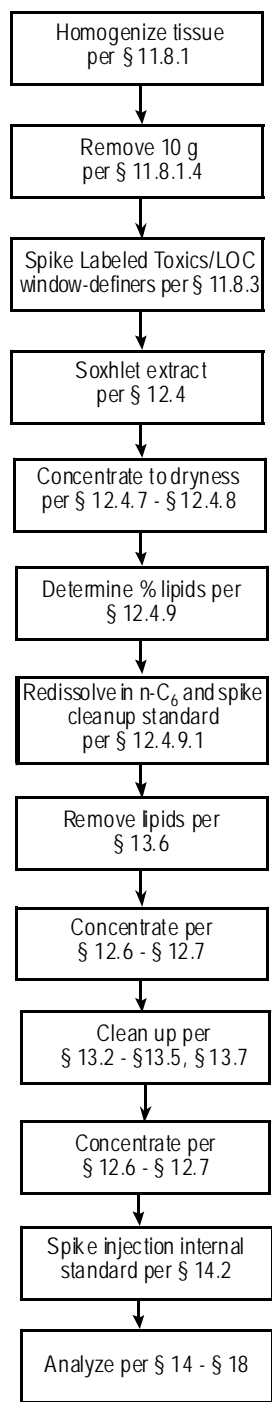 Homogenize tissue
per § 11.8.1
Remove 10 g
per § 11.8.1.4
Spike Labeled Toxics/LOC
window-definers per § 11.8.3
Soxhlet extract
per § 12.4
Concentrate to dryness
per § 12.4.7 - § 12.4.8
Determine % lipids per
§ 12.4.9
Redissolve in n-C₆ and spike
cleanup standard
per § 12.4.9.1
Remove lipids per
§ 13.6
Concentrate per
§ 12.6 - § 12.7
Clean up per
§ 13.2 - §13.5, § 13.7
Concentrate per
§ 12.6 - § 12.7
Spike injection internal
standard per § 14.2
Analyze per § 14 - § 18